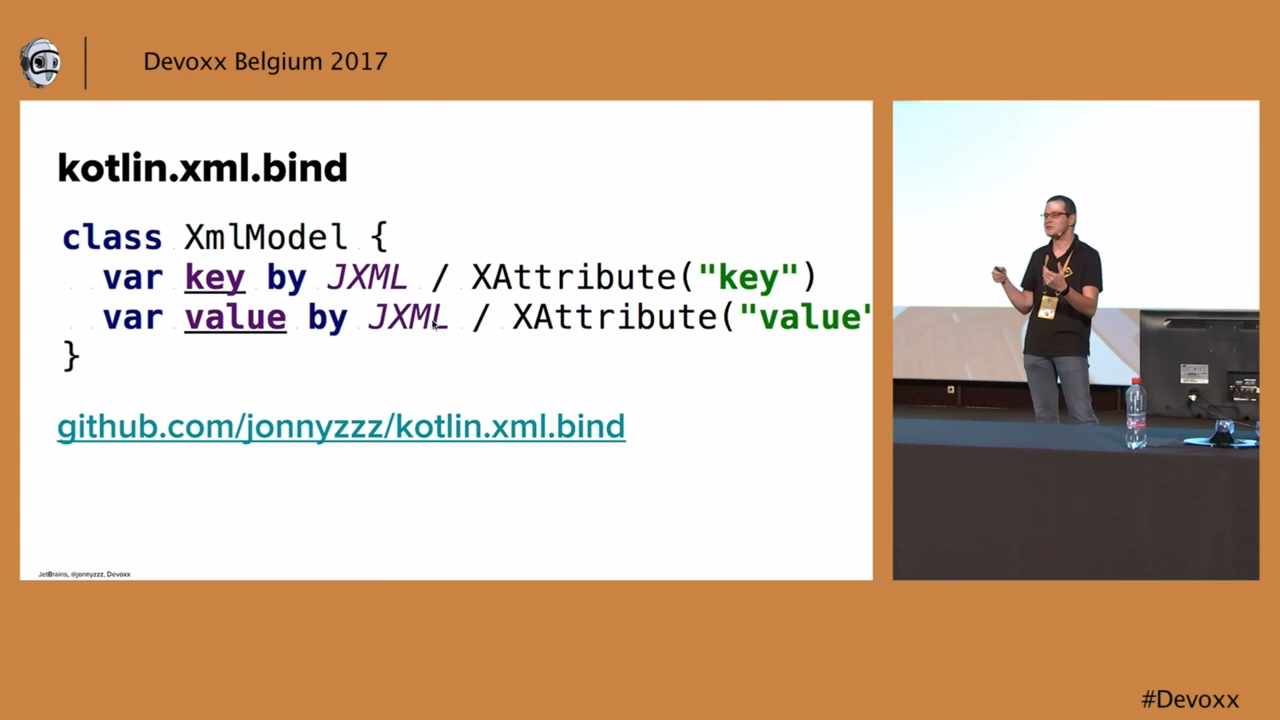 Devoxx Belgium 2017
kotlin.xml.bind
class XmlModel {
var key by JXML / XAttribute("key")
var value by JXML / XAttribute("value"
}
github.com/jonnyzzz/kotlin.xml.bind
JetBrains, @jonnyzzz, Devoxx
#Devoxx